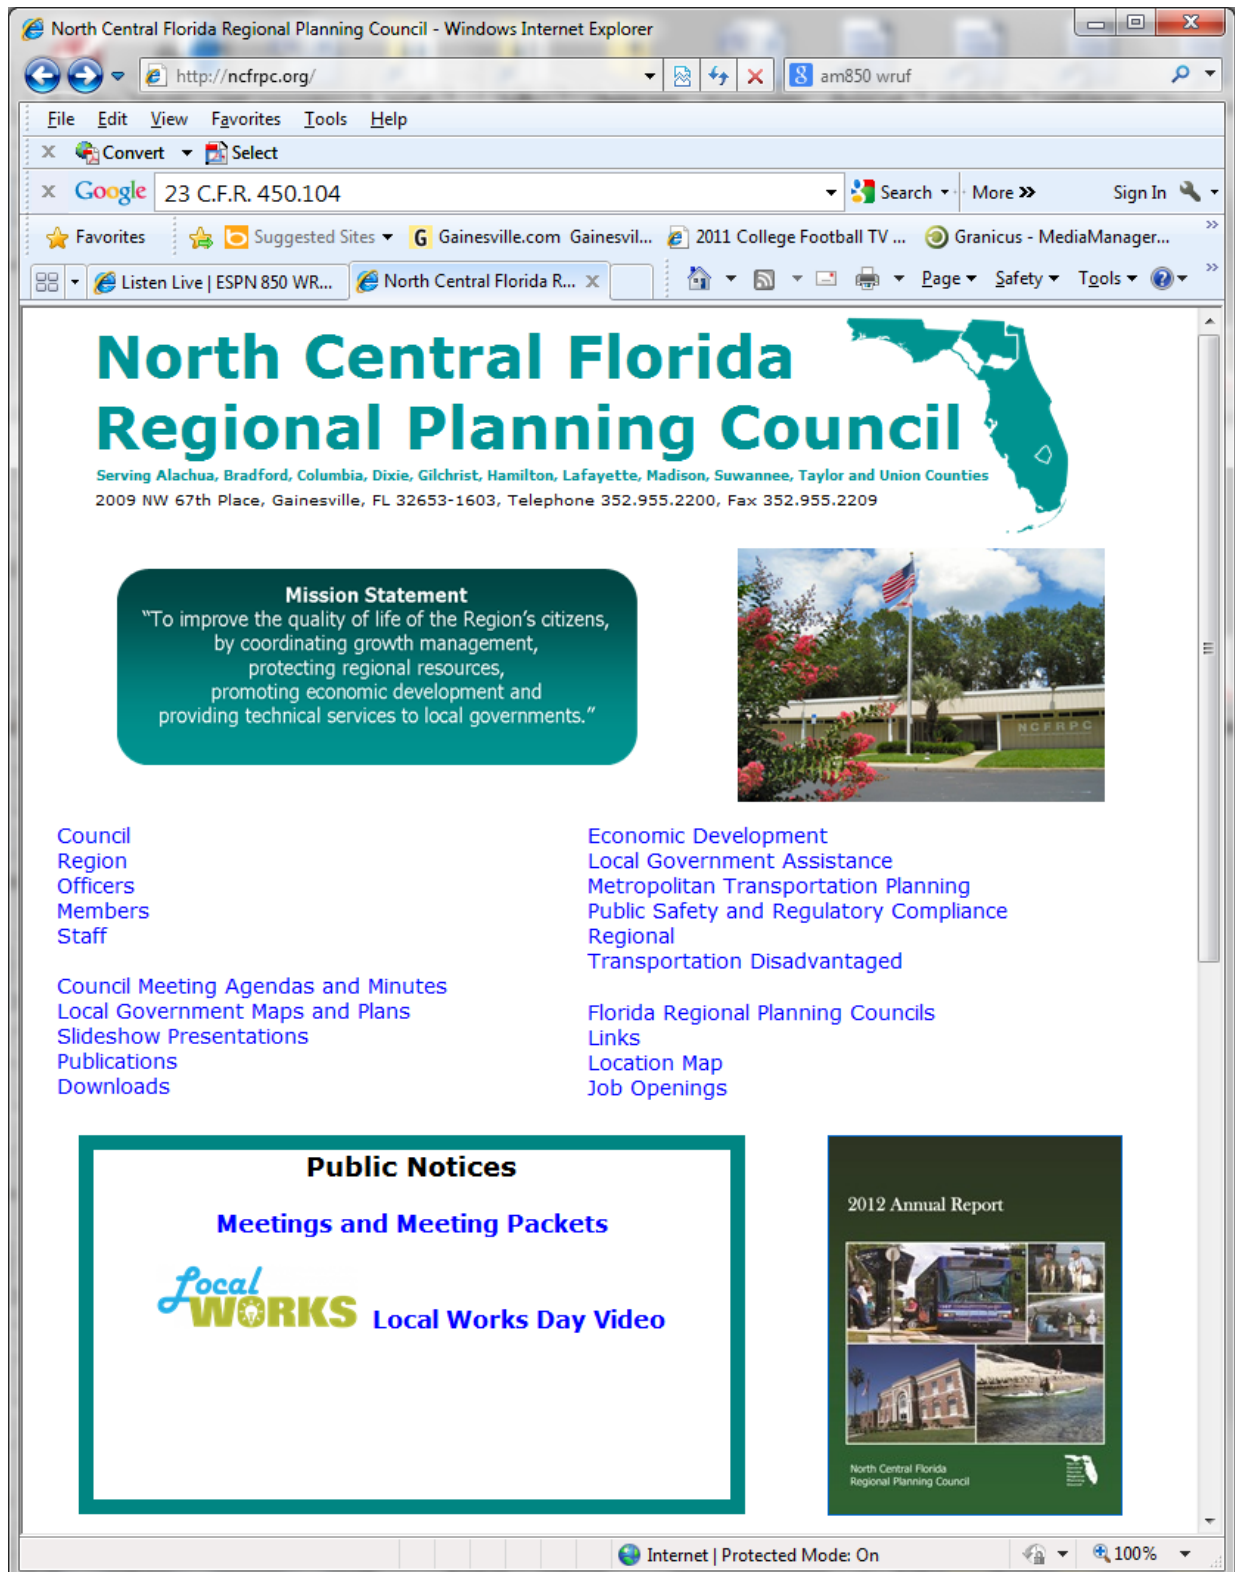 North Central Florida Regional Planning Council - Windows Internet Explorer
http://ncfrpc.org/
am850 wruf
File Edit View Favorites Tools Help
x Convert Select
x Google 23 C.F.R. 450.104 Search More >> Sign In
Favorites Suggested Sites G Gainesville.com Gainesvil... 2011 College Football TV ... Granicus - MediaManager... >>
Listen Live | ESPN 850 WR... North Central Florida R... x Page Safety Tools >>
North Central Florida
Regional Planning Council
Serving Alachua, Bradford, Columbia, Dixie, Gilchrist, Hamilton, Lafayette, Madison, Suwannee, Taylor and Union Counties
2009 NW 67th Place, Gainesville, FL 32653-1603, Telephone 352.955.2200, Fax 352.955.2209
Mission Statement
"To improve the quality of life of the Region's citizens,
by coordinating growth management,
protecting regional resources,
promoting economic development and
providing technical services to local governments."
NCFRPC
Council
Region
Officers
Members
Staff
Council Meeting Agendas and Minutes
Local Government Maps and Plans
Slideshow Presentations
Publications
Downloads
Economic Development
Local Government Assistance
Metropolitan Transportation Planning
Public Safety and Regulatory Compliance
Regional
Transportation Disadvantaged
Florida Regional Planning Councils
Links
Location Map
Job Openings
Public Notices
Meetings and Meeting Packets
Local
WORKS
Local Works Day Video
2012 Annual Report
North Central Florida
Regional Planning Council
Internet | Protected Mode: On
100%